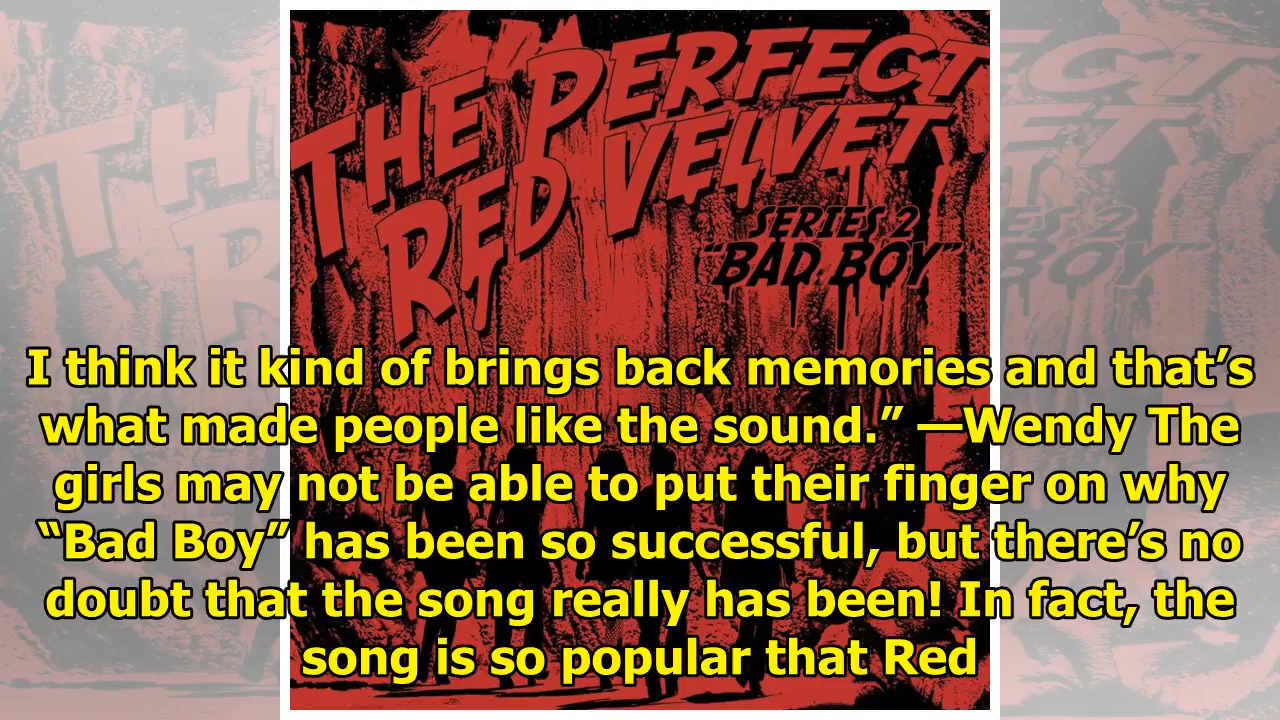 THE PERFECT
RED VELVET
SERIES 2
"BAD BOY"
I think it kind of brings back memories and that’s
what made people like the sound.” —Wendy The
girls may not be able to put their finger on why
“Bad Boy” has been so successful, but there’s no
doubt that the song really has been! In fact, the
song is so popular that Red